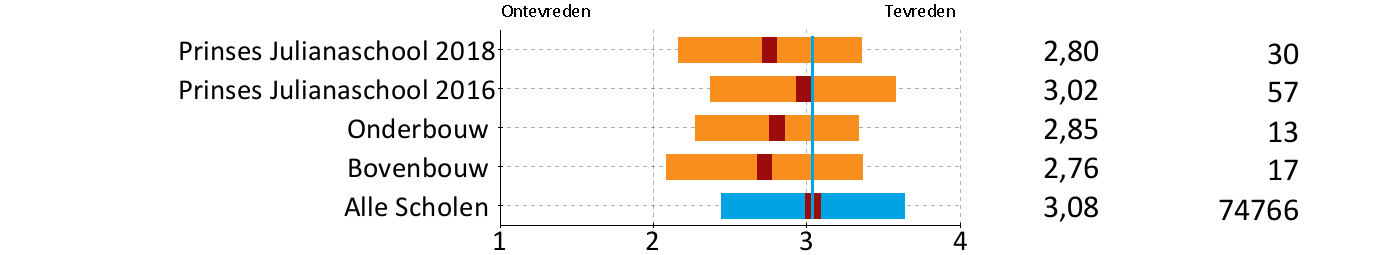 Ontevreden Tevreden
Prinses Julianaschool 2018 2,80 30
Prinses Julianaschool 2016 3,02 57
Onderbouw 2,85 13
Bovenbouw 2,76 17
Alle Scholen 3,08 74766
1 2 3 4